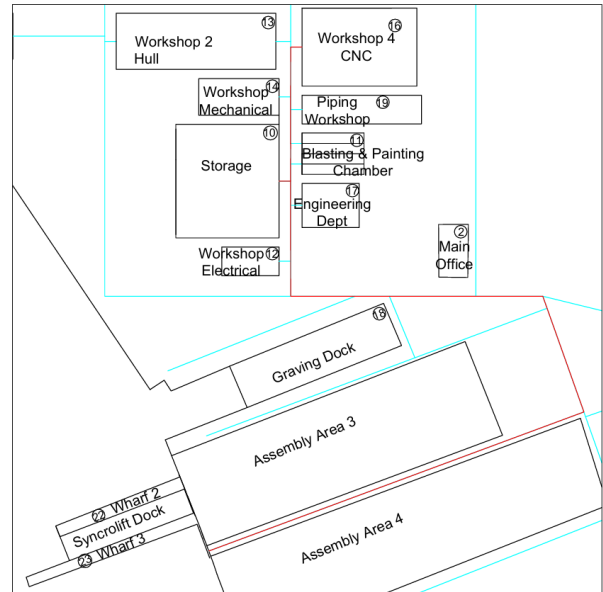 13
Workshop 2
Hull
16
Workshop 4
CNC
14
Workshop
Mechanical
Piping 19
Workshop
10
Storage
11
Blasting & Painting
Chamber
17
Engineering
Dept
2
Main
Office
Workshop 12
Electrical
18
Graving Dock
Assembly Area 3
22 Wharf 2
Syncrolift Dock
23 Wharf 3
Assembly Area 4